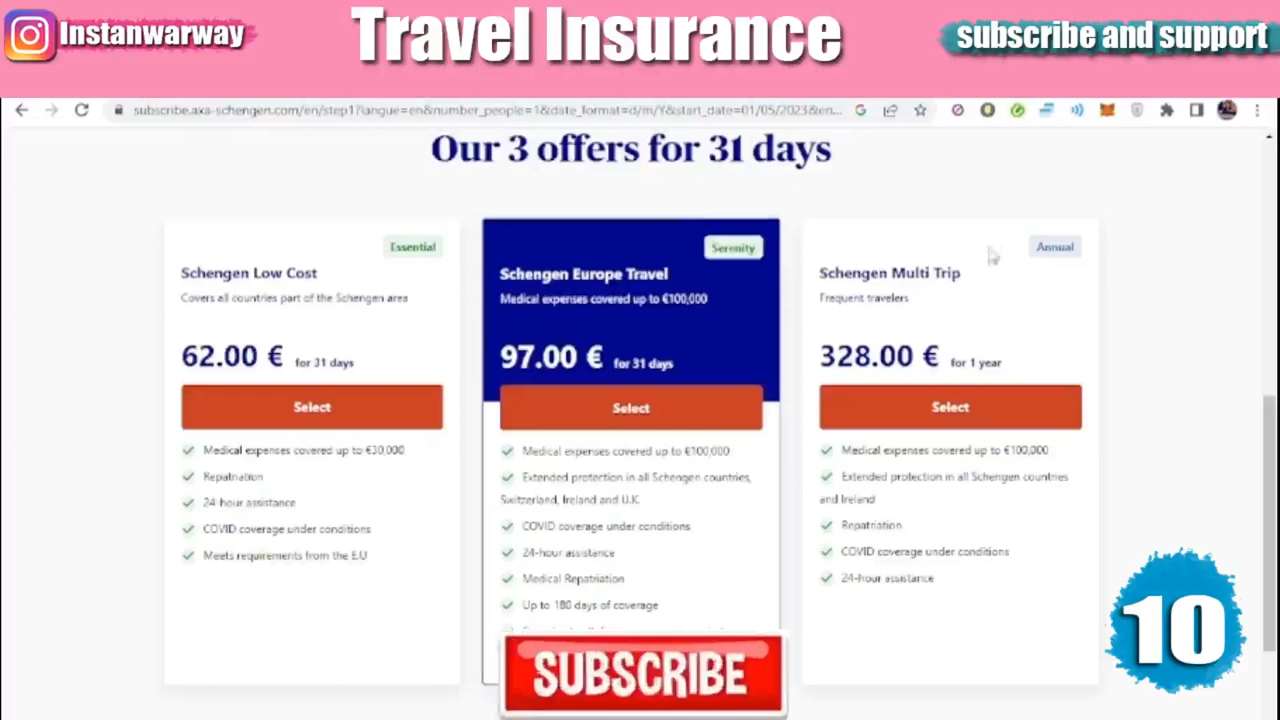 Instanwarway
Travel Insurance
subscribe and support
subscribe.axa-schengen.com/en/step1?langue=en&number_people=1&date_format=d/m/Y&start_date=01/05/2023&en...
Our 3 offers for 31 days
Essential
Schengen Low Cost
Covers all countries part of the Schengen area
62.00 € for 31 days
Select
Medical expenses covered up to €30,000
Repatriation
24-hour assistance
COVID coverage under conditions
Meets requirements from the E.U
Serenity
Schengen Europe Travel
Medical expenses covered up to €100,000
97.00 € for 31 days
Select
Medical expenses covered up to €100,000
Extended protection in all Schengen countries,
Switzerland, Ireland and U.K.
COVID coverage under conditions
24-hour assistance
Medical Repatriation
Up to 180 days of coverage
Annual
Schengen Multi Trip
Frequent travelers
328.00 € for 1 year
Select
Medical expenses covered up to €100,000
Extended protection in all Schengen countries
and Ireland
Repatriation
COVID coverage under conditions
24-hour assistance
SUBSCRIBE
10